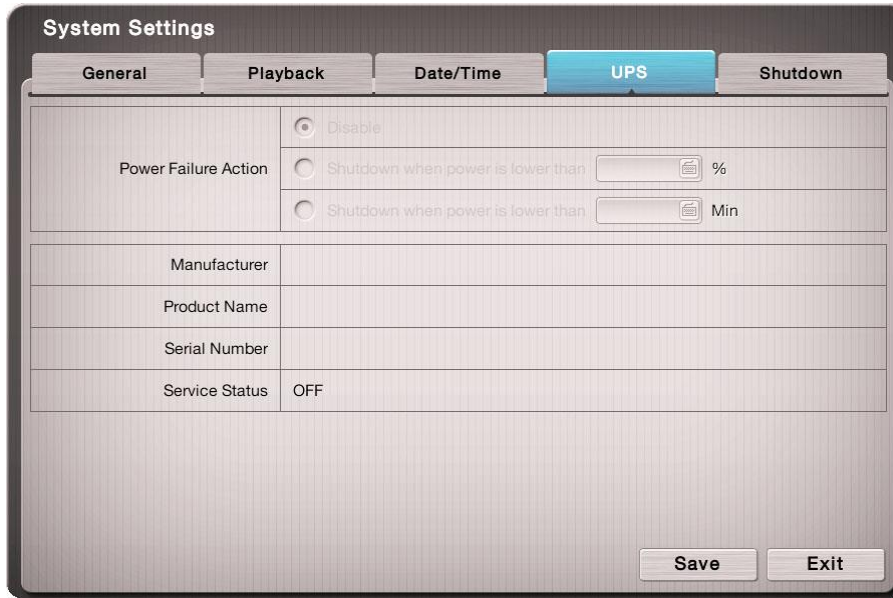 System Settings
General Playback Date/Time UPS Shutdown
Disable
Power Failure Action Shutdown when power is lower than %
Shutdown when power is lower than Min
Manufacturer
Product Name
Serial Number
Service Status OFF
Save Exit